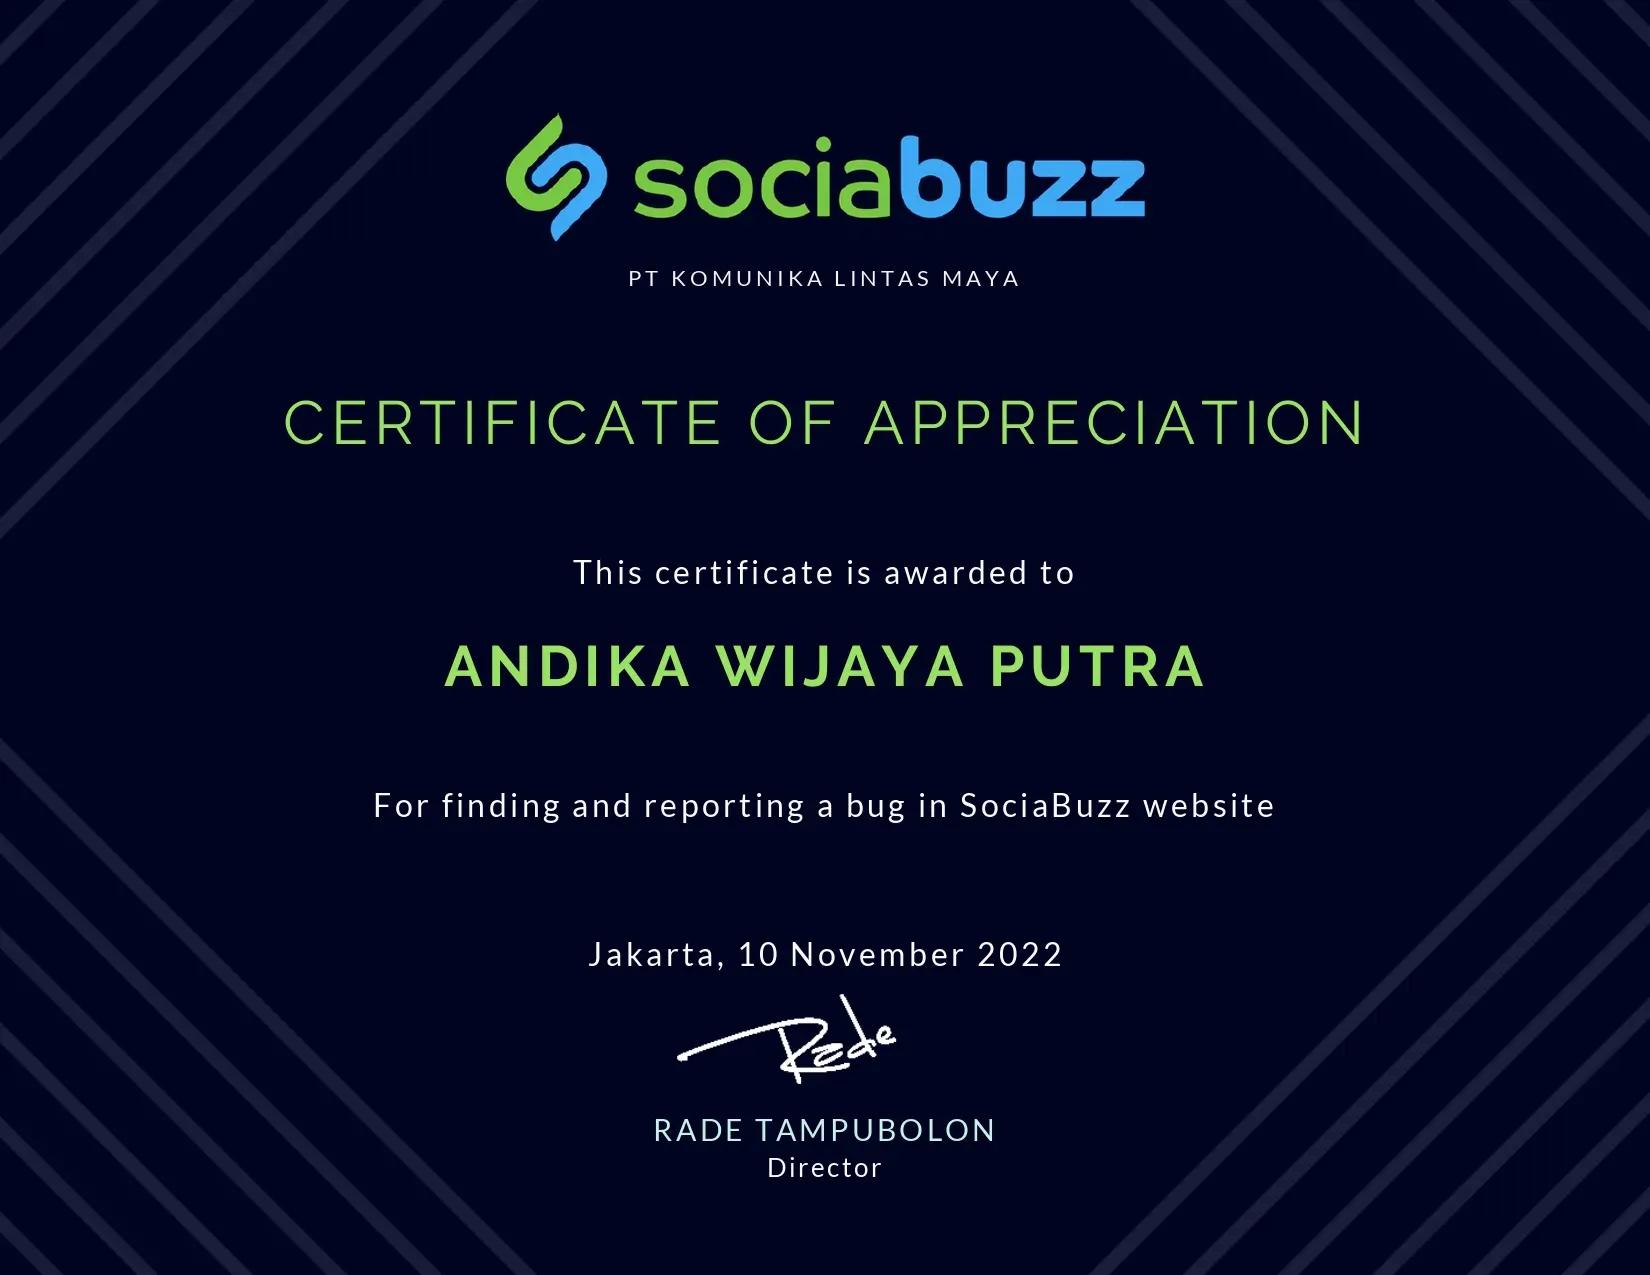 sociabuzz
PT KOMUNIKA LINTAS MAYA
CERTIFICATE OF APPRECIATION
This certificate is awarded to
ANDIKA WIJAYA PUTRA
For finding and reporting a bug in SociaBuzz website
Jakarta, 10 November 2022
Rade
RADE TAMPUBOLON
Director